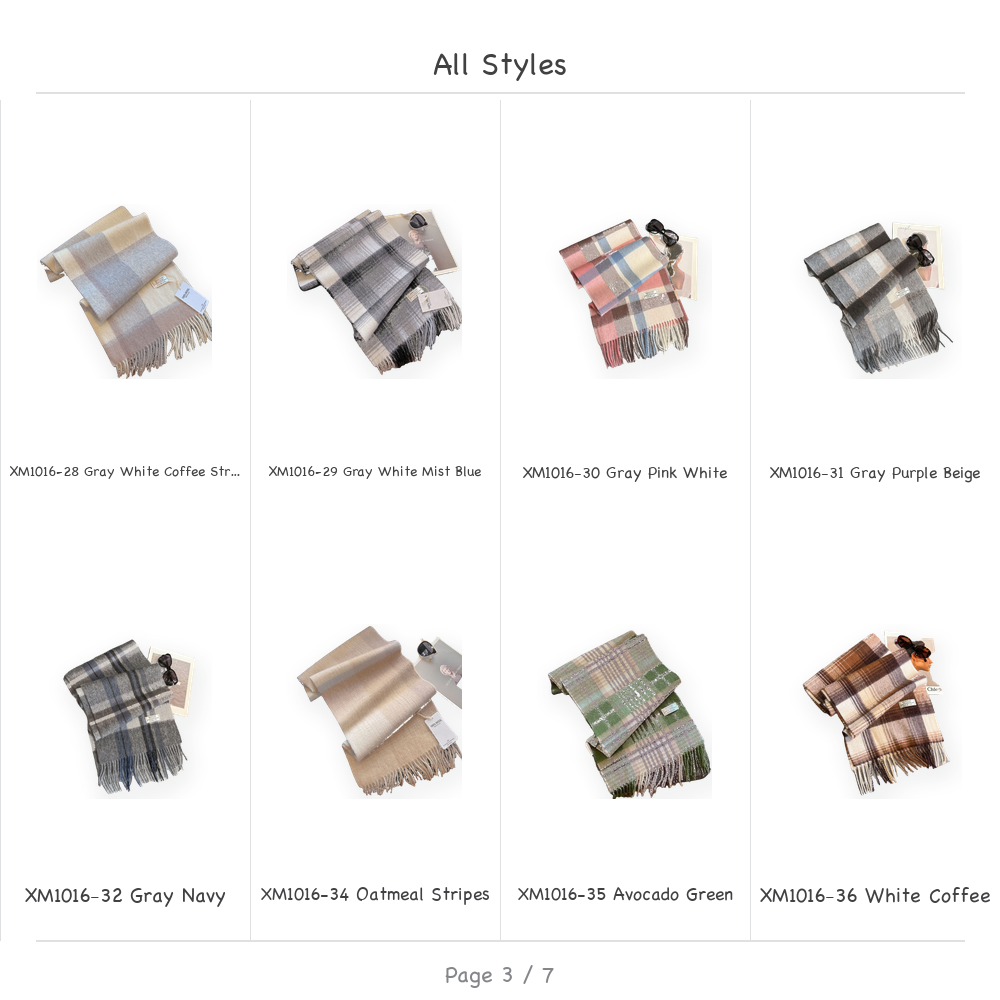 All Styles
XM1016-28 Gray White Coffee Str...
XM1016-29 Gray White Mist Blue
XM1016-30 Gray Pink White
XM1016-31 Gray Purple Beige
XM1016-32 Gray Navy
XM1016-34 Oatmeal Stripes
XM1016-35 Avocado Green
XM1016-36 White Coffee
Page 3 / 7